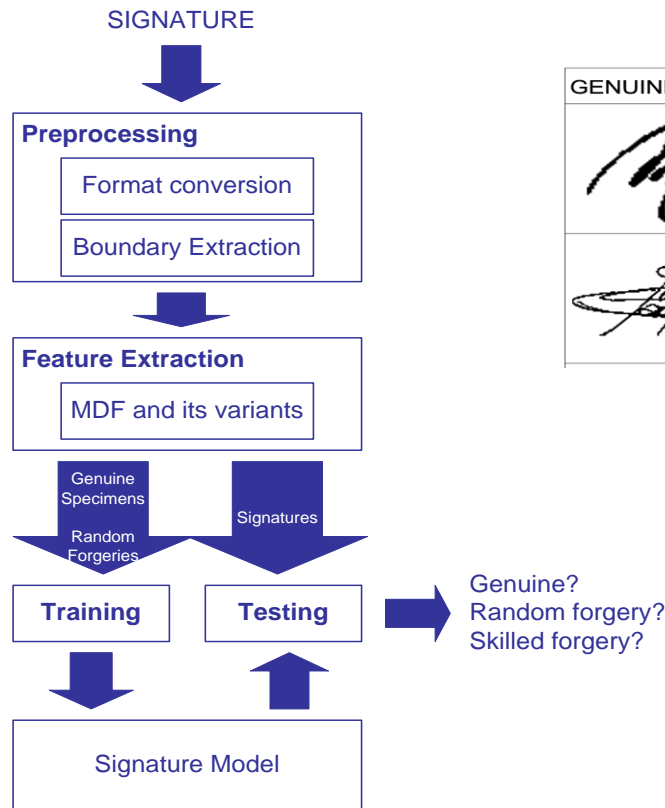 SIGNATURE
Preprocessing
Format conversion
Boundary Extraction
Feature Extraction
MDF and its variants
Genuine
Specimens
Random
Forgeries
Signatures
Training
Testing
Genuine?
Random forgery?
Skilled forgery?
Signature Model